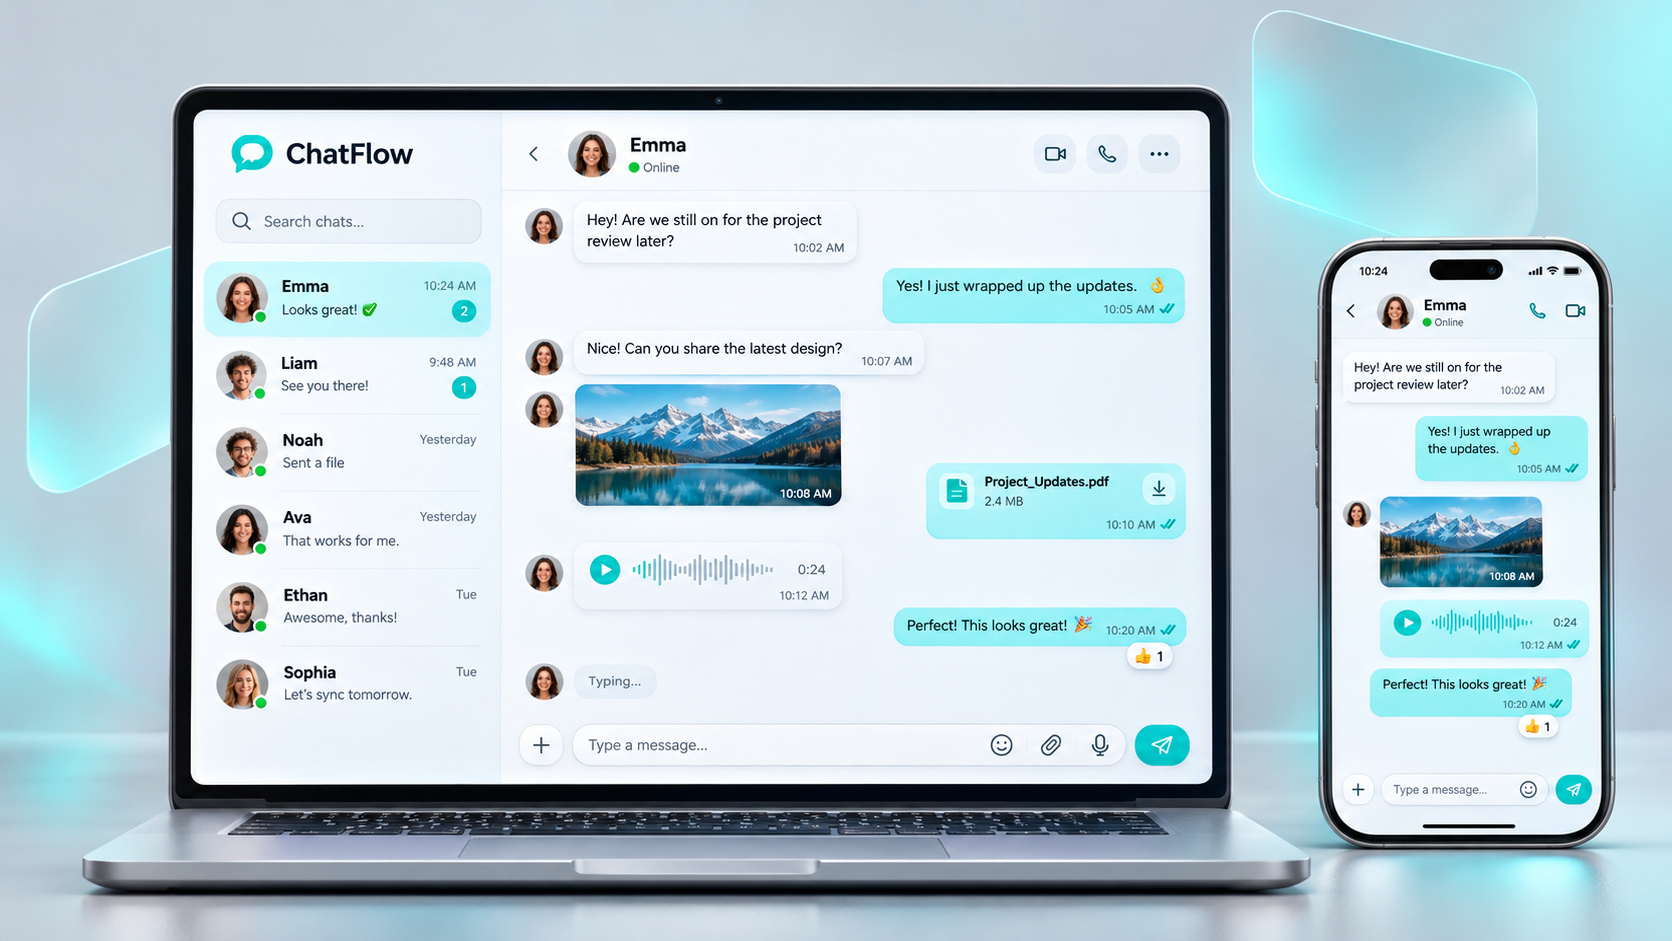 ChatFlow
Search chats...
Emma
10:24 AM
Looks great! ✅
2
Liam
9:48 AM
See you there!
1
Noah
Yesterday
Sent a file
Ava
Yesterday
That works for me.
Ethan
Tue
Awesome, thanks!
Sophia
Tue
Let's sync tomorrow.
Emma
Online
Hey! Are we still on for the project
review later?
10:02 AM
Yes! I just wrapped up the updates. 👌
10:05 AM
Nice! Can you share the latest design?
10:07 AM
10:08 AM
Project_Updates.pdf
2.4 MB
10:10 AM
0:24
10:12 AM
Perfect! This looks great! 🎉
10:20 AM
👍 1
Typing...
Type a message...
10:24
Emma
Online
Hey! Are we still on for the
project review later?
10:02 AM
Yes! I just wrapped up
the updates. 👌
10:05 AM
10:08 AM
0:24
10:12 AM
Perfect! This looks great! 🎉
10:20 AM
👍 1
Type a message...